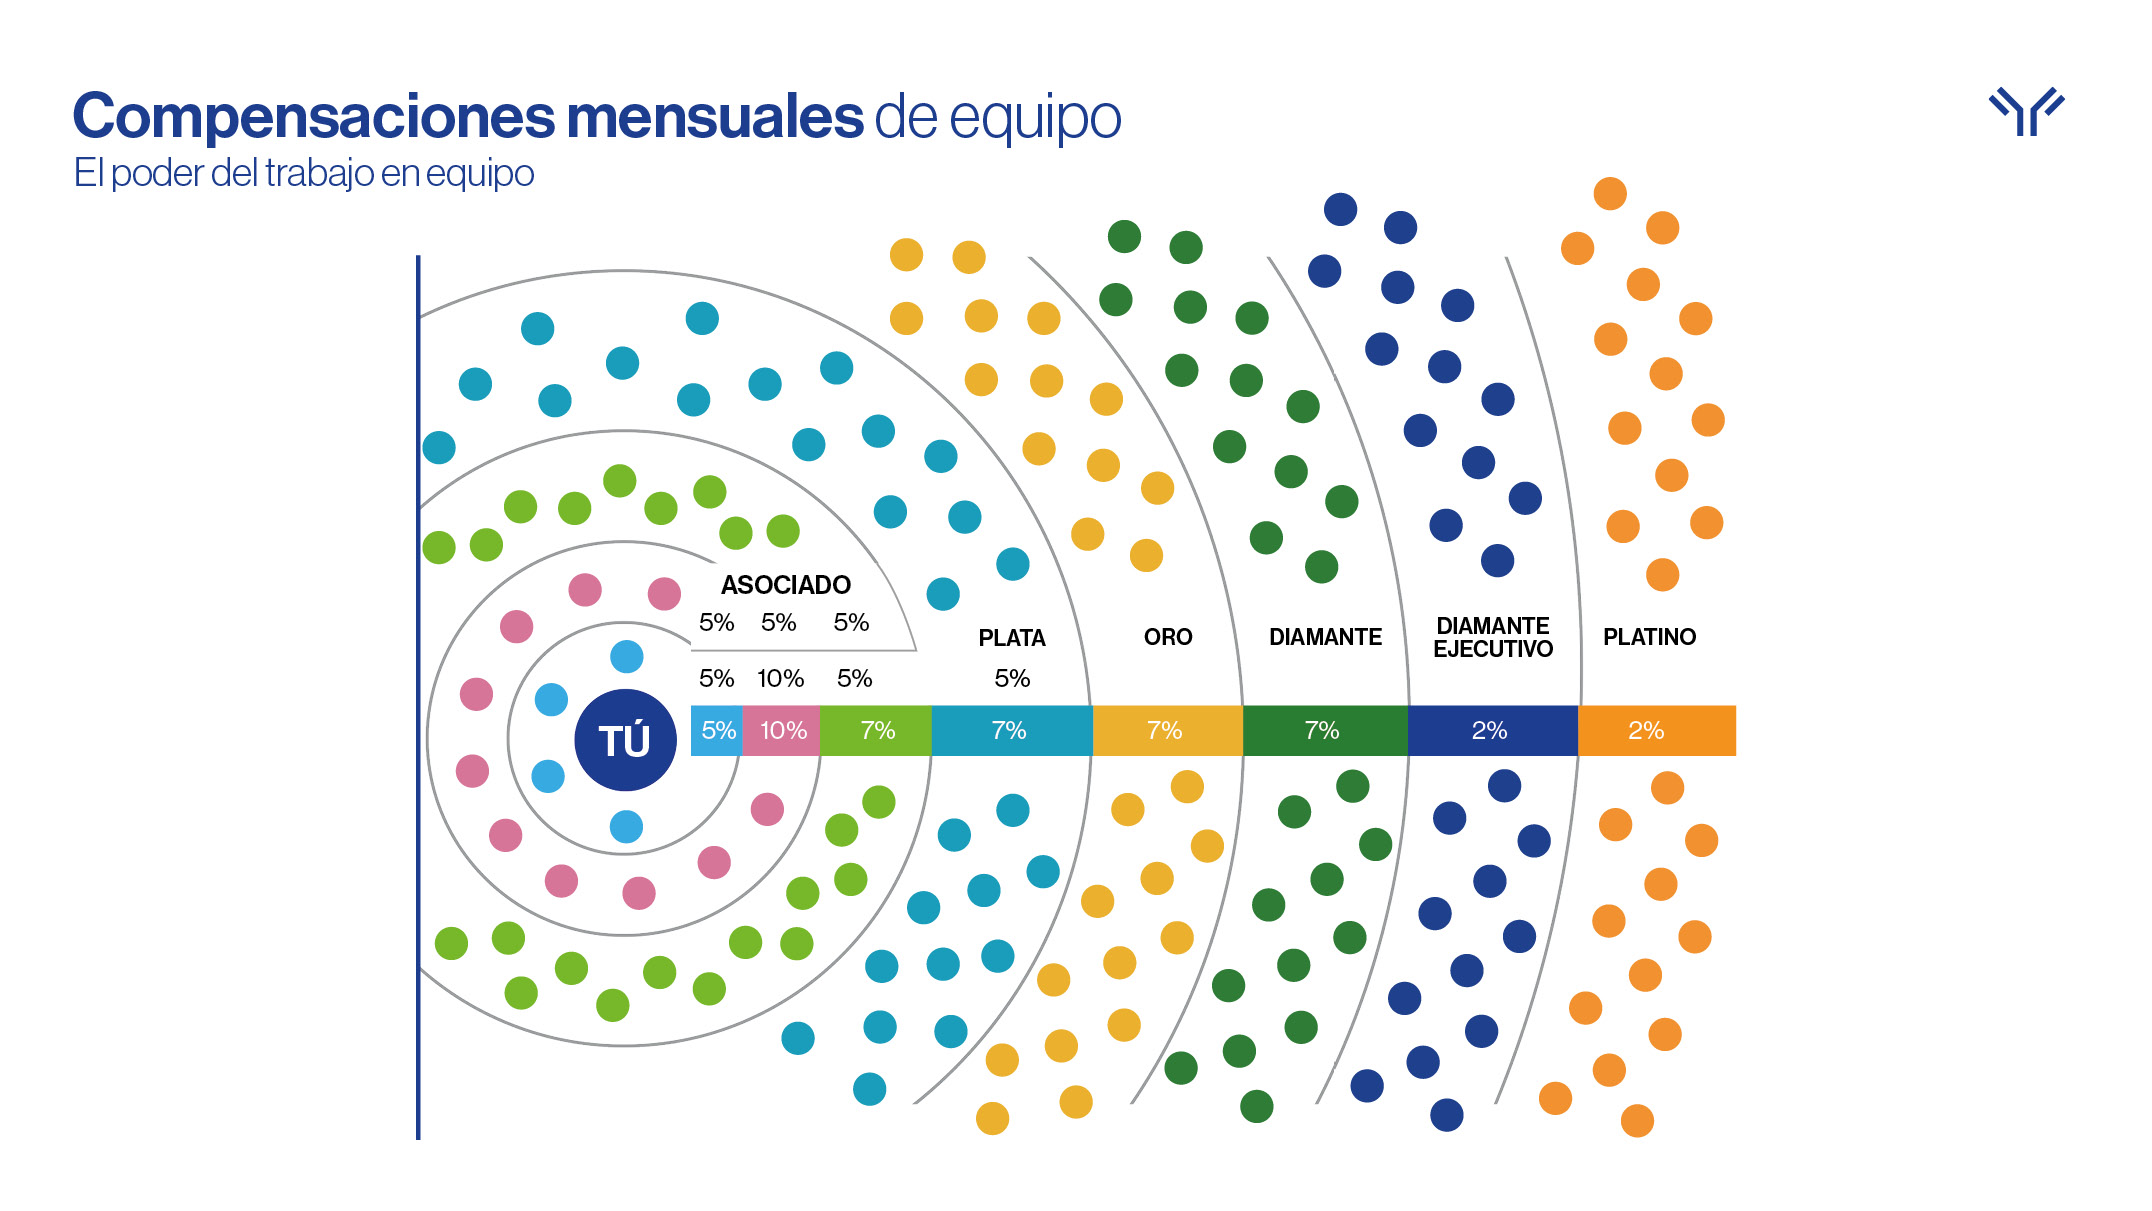 Compensaciones mensuales de equipo
El poder del trabajo en equipo
ASOCIADO
5% 5% 5%
PLATA
ORO
DIAMANTE
DIAMANTE
EJECUTIVO
PLATINO
5% 10% 5% 5%
TÚ
5% 10% 7% 7% 7% 7% 2% 2%